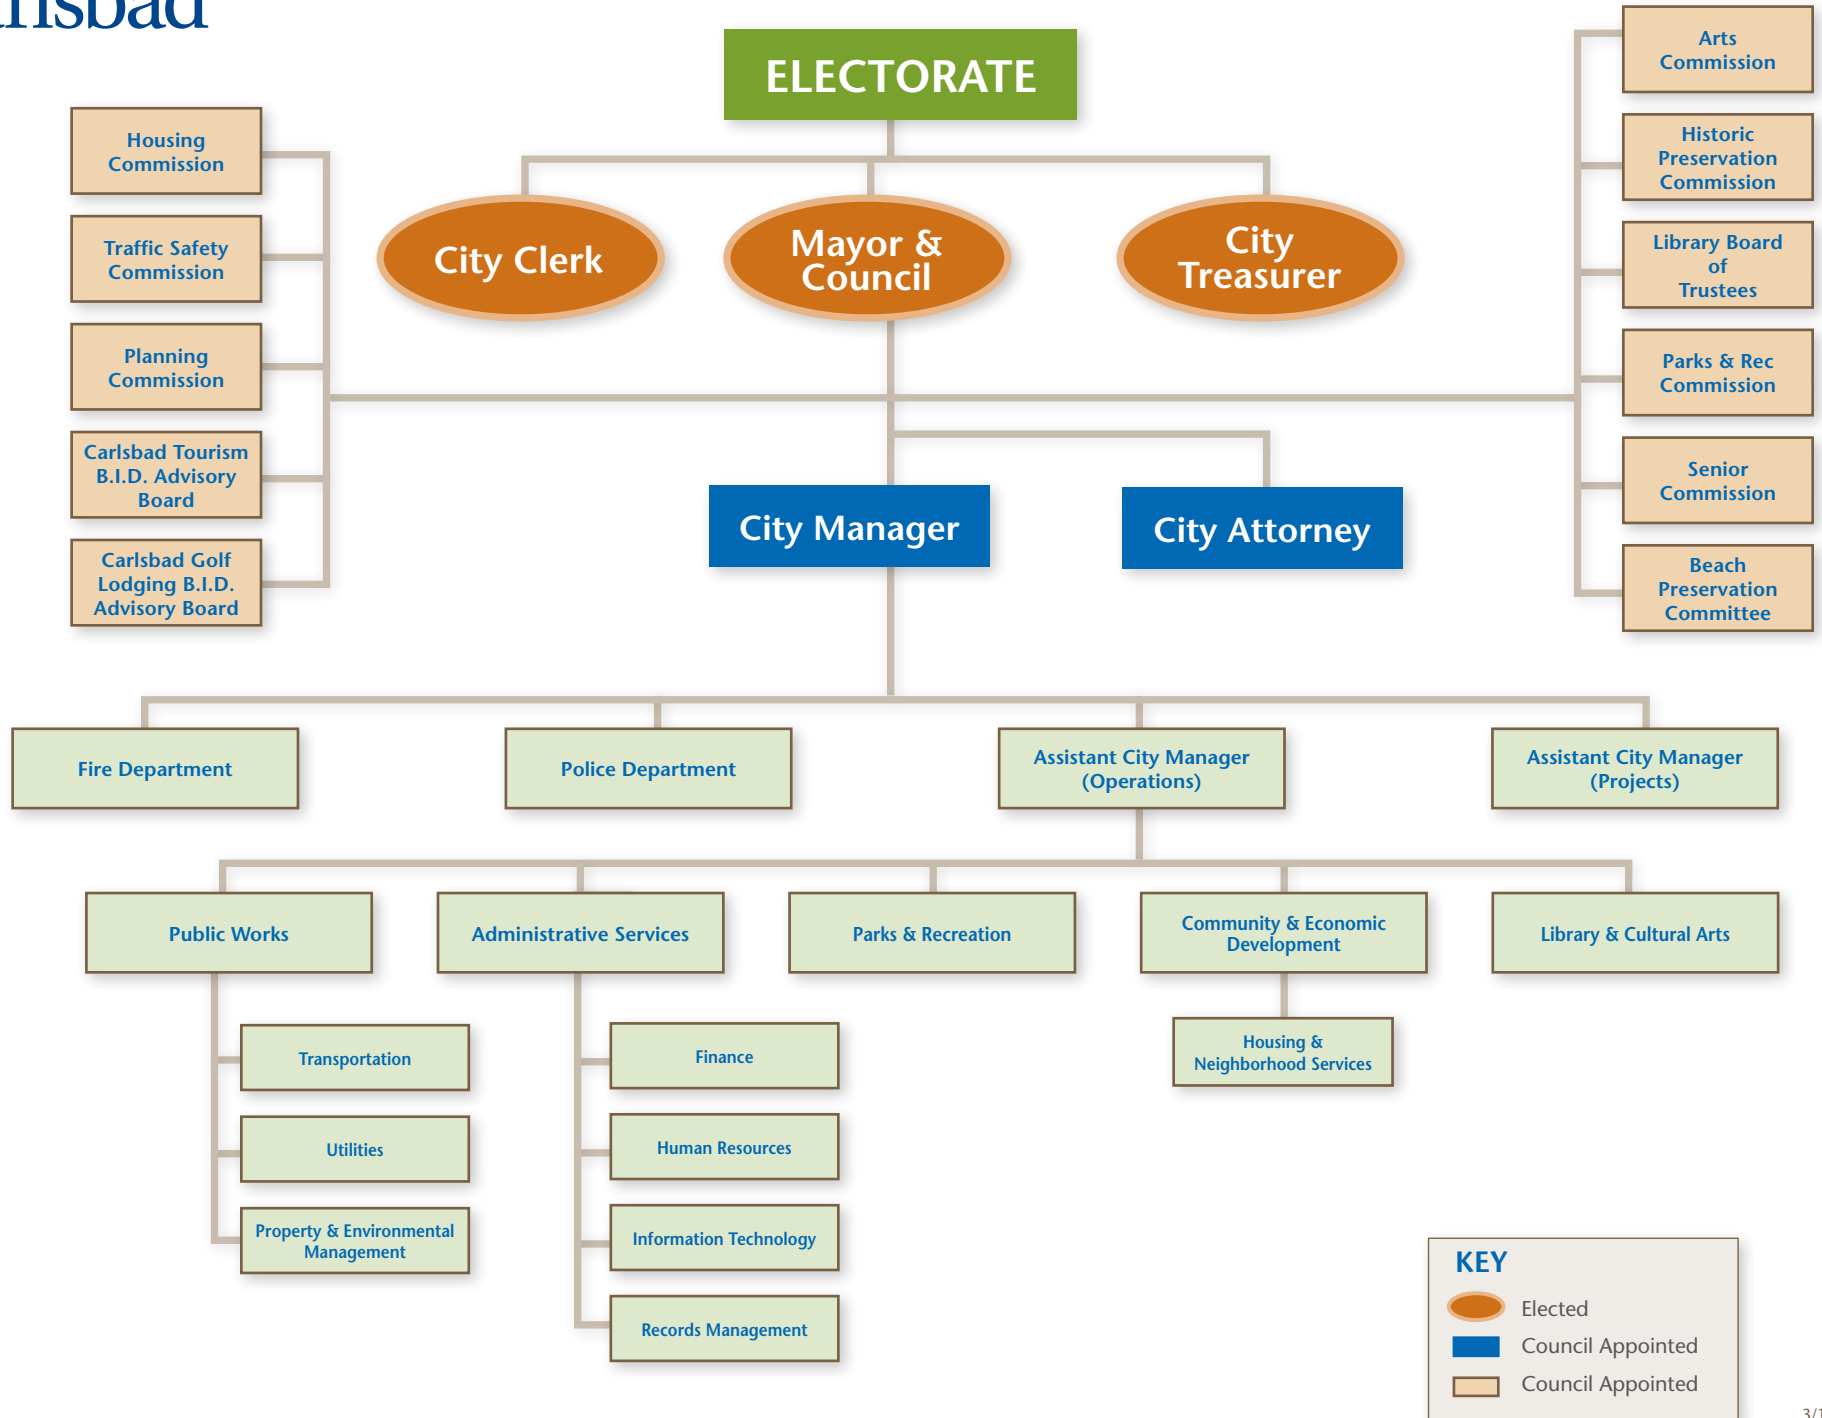 ELECTORATE
City Clerk
Mayor &
Council
City
Treasurer
Housing
Commission
Traffic Safety
Commission
Planning
Commission
Carlsbad Tourism
B.I.D. Advisory
Board
Carlsbad Golf
Lodging B.I.D.
Advisory Board
Arts
Commission
Historic
Preservation
Commission
Library Board
of
Trustees
Parks & Rec
Commission
Senior
Commission
Beach
Preservation
Committee
City Manager
City Attorney
Fire Department
Police Department
Assistant City Manager
(Operations)
Assistant City Manager
(Projects)
Public Works
Administrative Services
Parks & Recreation
Community & Economic
Development
Library & Cultural Arts
Transportation
Utilities
Property & Environmental
Management
Finance
Human Resources
Information Technology
Records Management
Housing &
Neighborhood Services
KEY
Elected
Council Appointed
Council Appointed